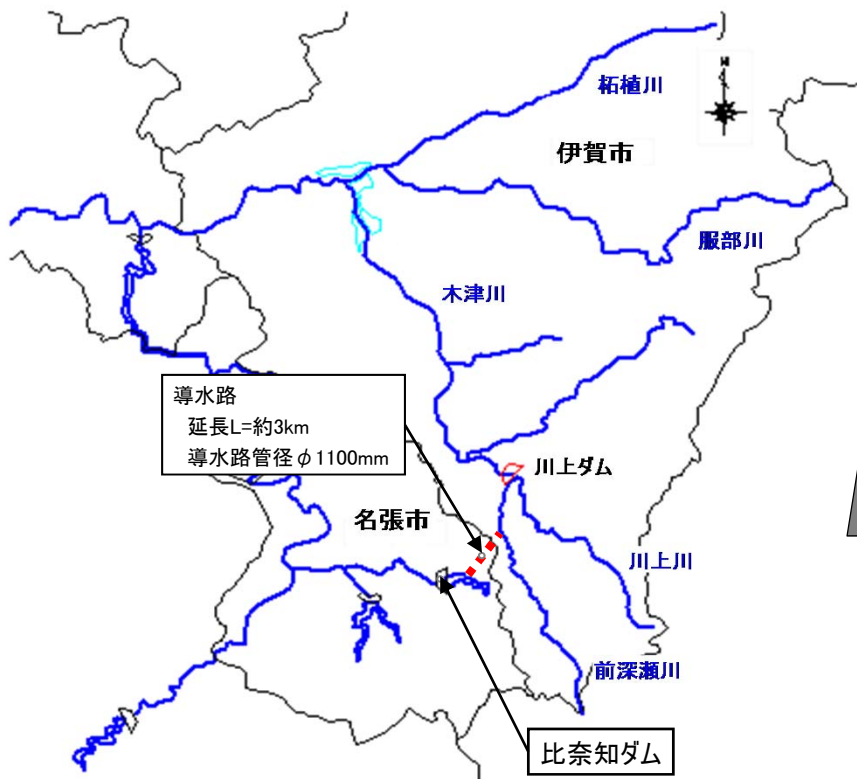 N
柘植川
伊賀市
服部川
木津川
導水路
延長L=約3km
導水路管径φ1100mm
川上ダム
名張市
川上川
前深瀬川
比奈知ダム